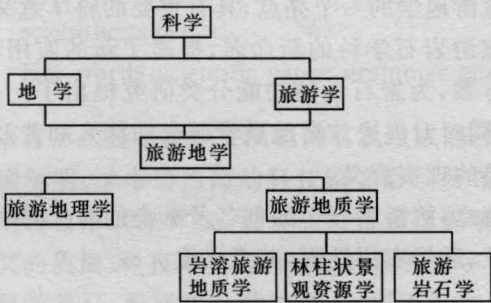 科学
地学
旅游学
旅游地学
旅游地理学
旅游地质学
岩溶旅游
地质学
林柱状景
观资源学
旅游
岩石学